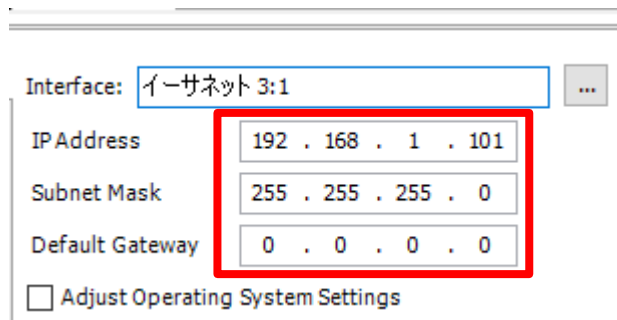 Interface: イーサネット 3:1 ...
IP Address 192 . 168 . 1 . 101
Subnet Mask 255 . 255 . 255 . 0
Default Gateway 0 . 0 . 0 . 0
Adjust Operating System Settings